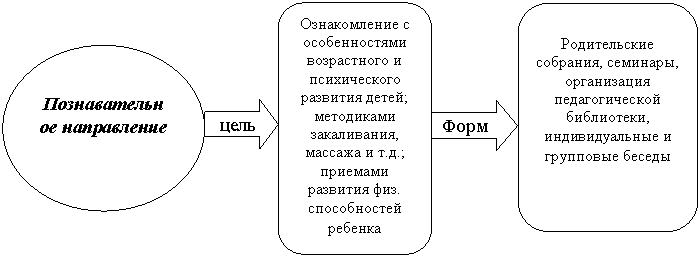 Познавательн
ое направление
цель
Ознакомление с
особенностями
возрастного и
психического
развития детей;
методиками
закаливания,
массажа и т.д.;
приемами
развития физ.
способностей
ребенка
Форм
Родительские
собрания, семинары,
организация
педагогической
библиотеки,
индивидуальные и
групповые беседы